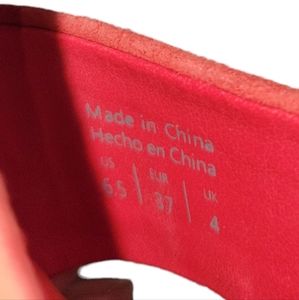 Made in China
Hecho en China
US EUR UK
6.5 37 4